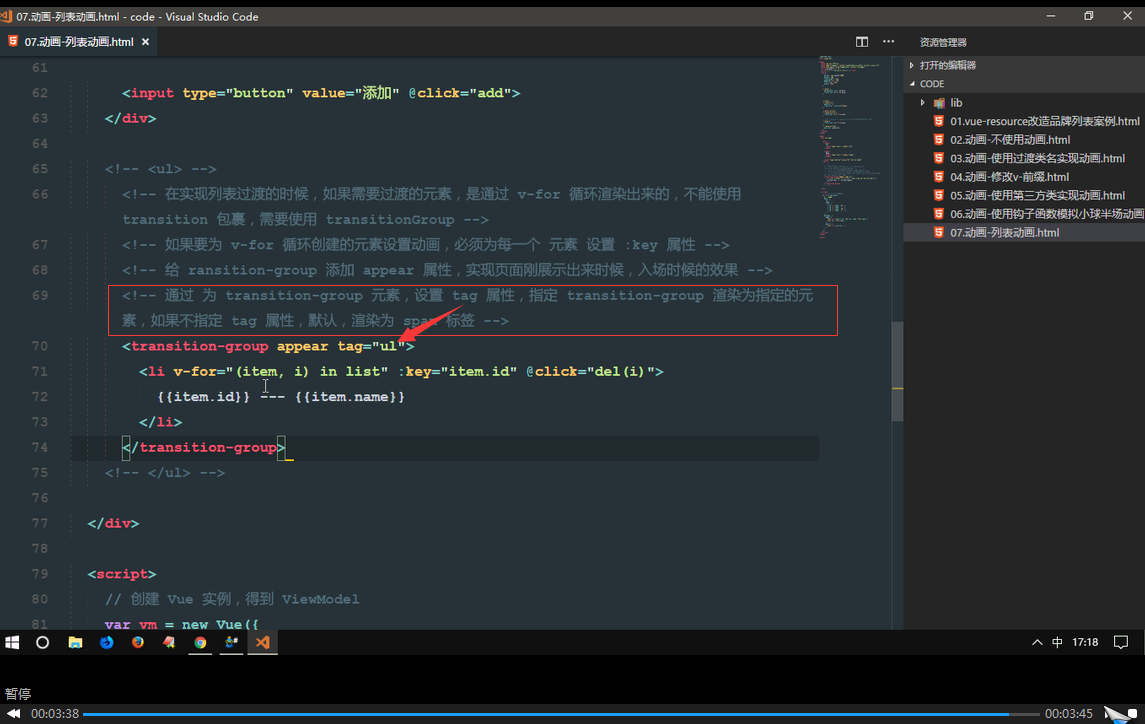 07.动画-列表动画.html - code - Visual Studio Code
07.动画-列表动画.html ×
资源管理器
打开的编辑器
CODE
lib
01.vue-resource改造品牌列表案例.html
02.动画-不使用动画.html
03.动画-使用过渡类名实现动画.html
04.动画-修改v-前缀.html
05.动画-使用第三方类实现动画.html
06.动画-使用钩子函数模拟小球半场动画
07.动画-列表动画.html
61
62 <input type="button" value="添加" @click="add">
63 </div>
64
65 <!-- <ul> -->
66 <!-- 在实现列表过渡的时候，如果需要过渡的元素，是通过 v-for 循环渲染出来的，不能使用
transition 包裹，需要使用 transitionGroup -->
67 <!-- 如果要为 v-for 循环创建的元素设置动画，必须为每一个 元素 设置 :key 属性 -->
68 <!-- 给 ransition-group 添加 appear 属性，实现页面刚展示出来时候，入场时候的效果 -->
69 <!-- 通过 为 transition-group 元素，设置 tag 属性，指定 transition-group 渲染为指定的元
素，如果不指定 tag 属性，默认，渲染为 span 标签 -->
70 <transition-group appear tag="ul">
71 <li v-for="(item, i) in list" :key="item.id" @click="del(i)">
72 {{item.id}} --- {{item.name}}
73 </li>
74 </transition-group>
75 <!-- </ul> -->
76
77 </div>
78
79 <script>
80 // 创建 Vue 实例，得到 ViewModel
81 var vm = new Vue({
中 17:18
暂停
00:03:38
00:03:45